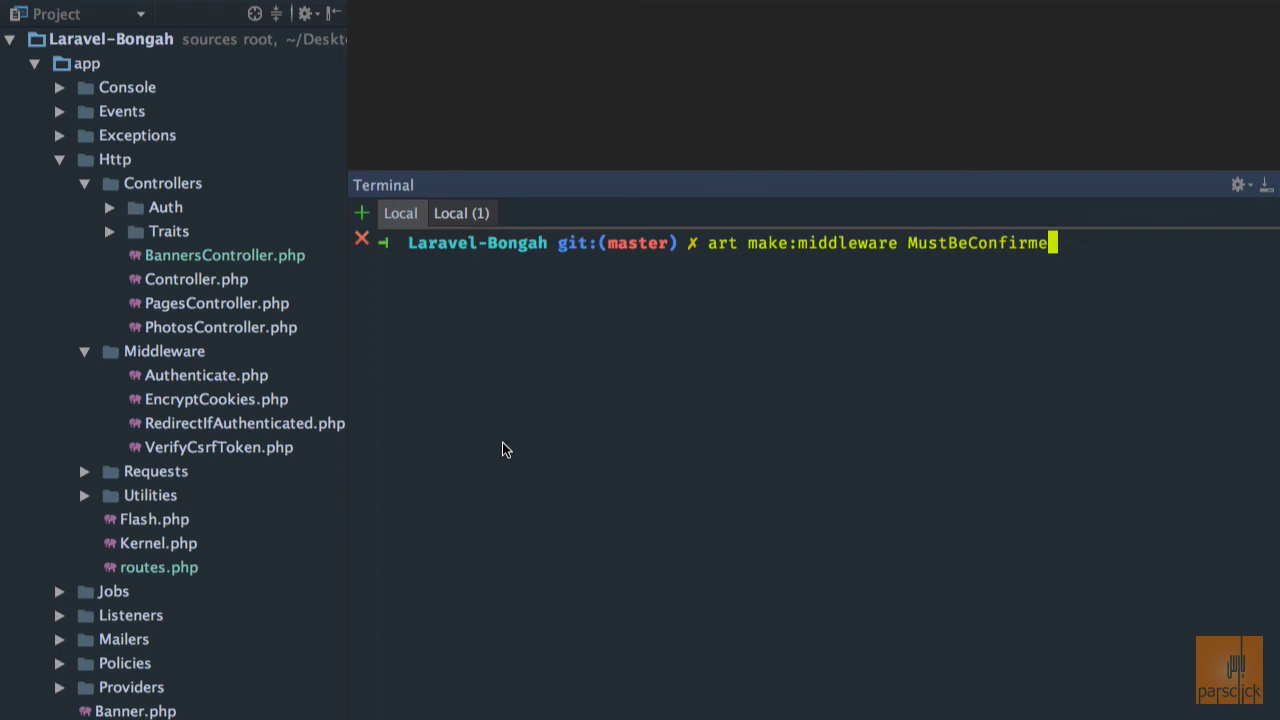 Project
Laravel-Bongah sources root, ~/Deskt
app
Console
Events
Exceptions
Http
Controllers
Auth
Traits
BannersController.php
Controller.php
PagesController.php
PhotosController.php
Middleware
Authenticate.php
EncryptCookies.php
RedirectIfAuthenticated.php
VerifyCsrfToken.php
Requests
Utilities
Flash.php
Kernel.php
routes.php
Jobs
Listeners
Mailers
Policies
Providers
Banner.php
Terminal
Local Local (1)
Laravel-Bongah git:(master) ✗ art make:middleware MustBeConfirme
parsclick